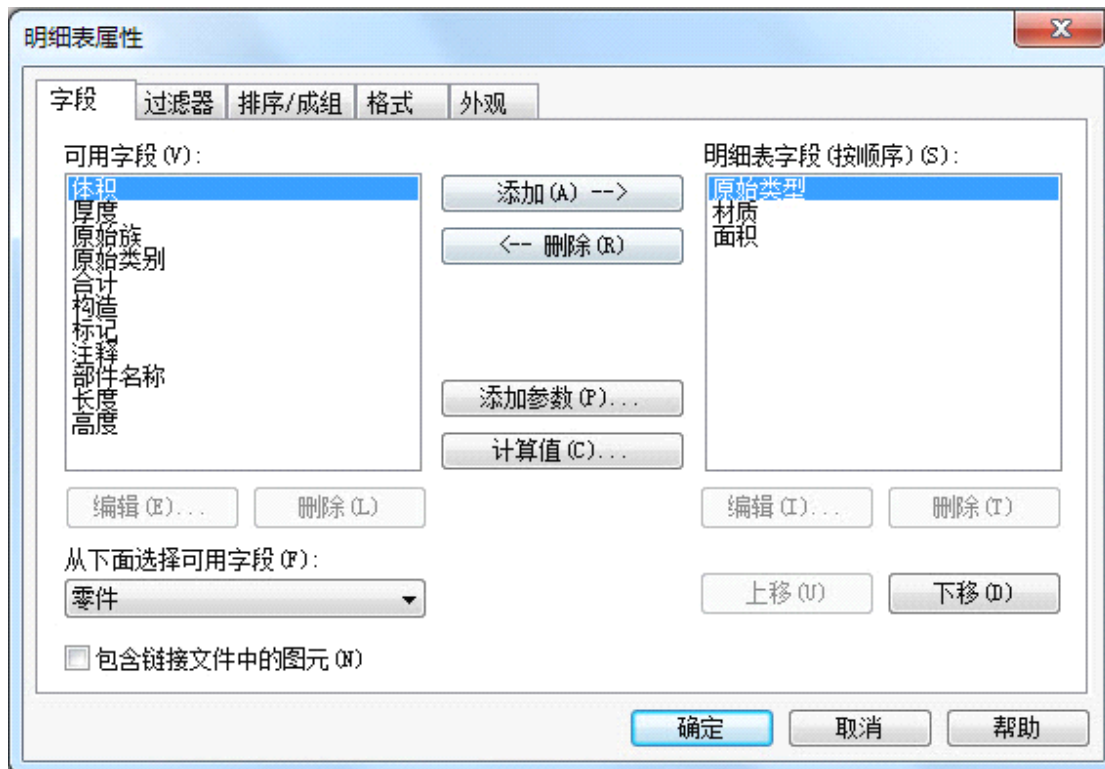 明细表属性
字段 过滤器 排序/成组 格式 外观
可用字段(V): 明细表字段(按顺序)(S):
体积 添加(A) --> 原始类型
厚度 材质
原始族 <-- 删除(R) 面积
原始类别
合计
构造
标记
注释
部件名称
长度 添加参数(P)...
高度
计算值(C)...
编辑(E)... 删除(L) 编辑(I)... 删除(T)
从下面选择可用字段(F):
零件 上移(U) 下移(D)
包含链接文件中的图元(N)
确定 取消 帮助